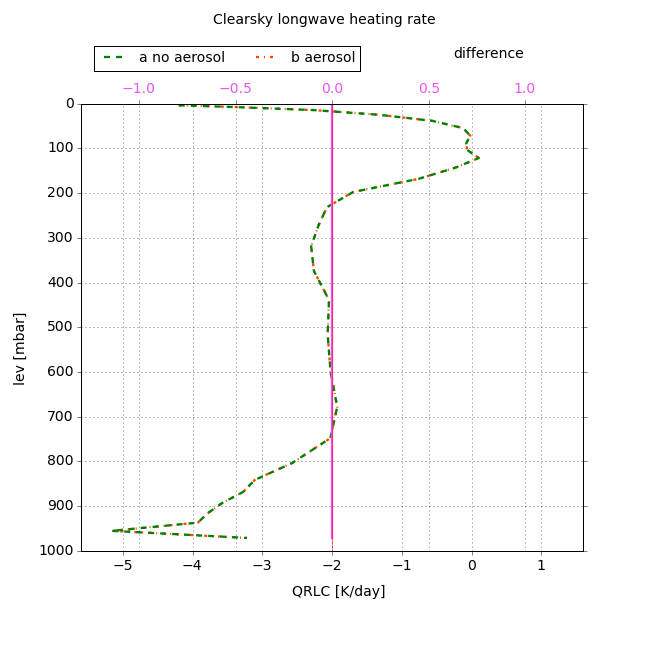 Clearsky longwave heating rate
a no aerosol b aerosol difference
−1.0 −0.5 0.0 0.5 1.0
0
100
200
300
400
500
600
700
800
900
1000
lev [mbar]
−5 −4 −3 −2 −1 0 1
QRLC [K/day]